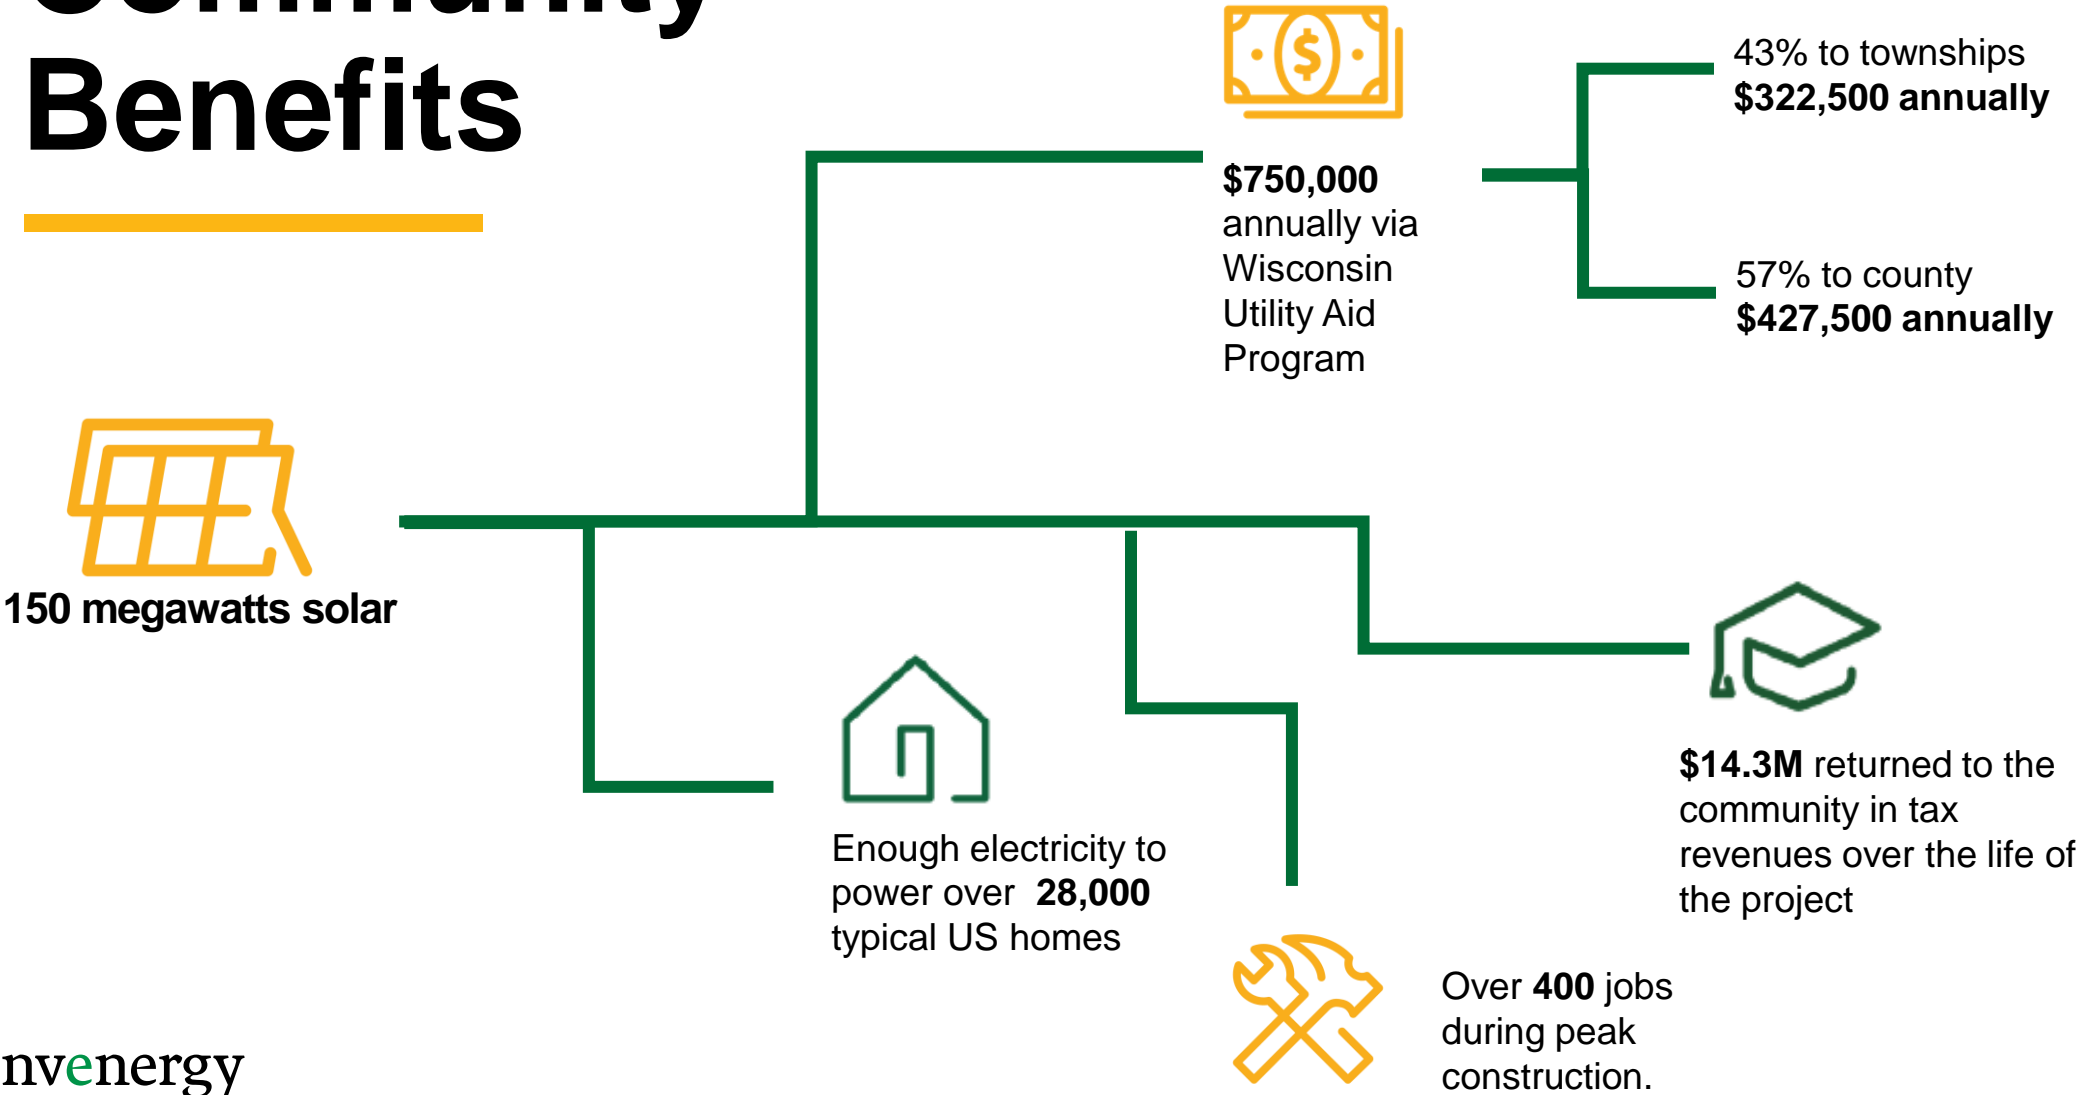 Community
Benefits
43% to townships
$322,500 annually
$750,000
annually via
Wisconsin
Utility Aid
Program
57% to county
$427,500 annually
150 megawatts solar
$14.3M returned to the
community in tax
revenues over the life of
the project
Enough electricity to
power over 28,000
typical US homes
Over 400 jobs
during peak
construction.
nvenergy